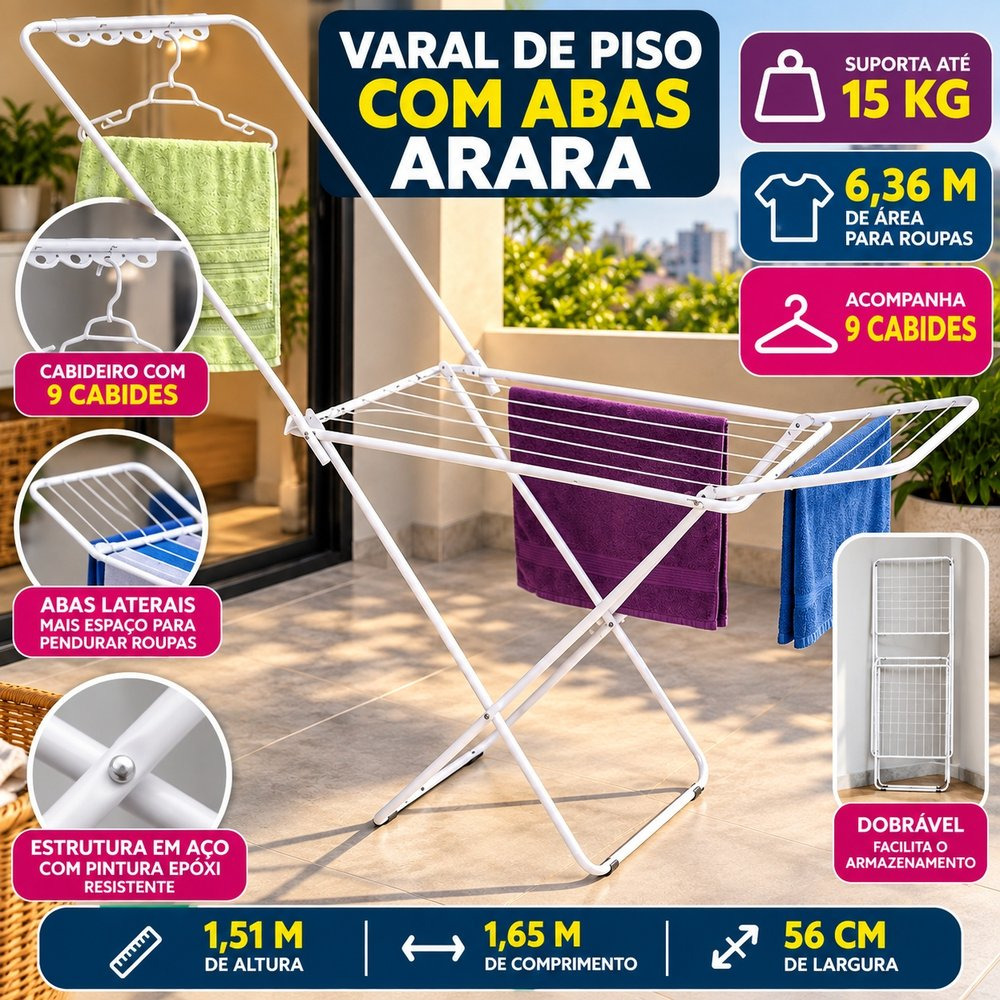 VARAL DE PISO
COM ABAS
ARARA
SUPORTA ATÉ
15 KG
6,36 M
DE ÁREA
PARA ROUPAS
ACOMPANHA
9 CABIDES
CABIDEIRO COM
9 CABIDES
ABAS LATERAIS
MAIS ESPAÇO PARA
PENDURAR ROUPAS
ESTRUTURA EM AÇO
COM PINTURA EPÓXI
RESISTENTE
DOBRÁVEL
FACILITA O
ARMAZENAMENTO
1,51 M
DE ALTURA
1,65 M
DE COMPRIMENTO
56 CM
DE LARGURA